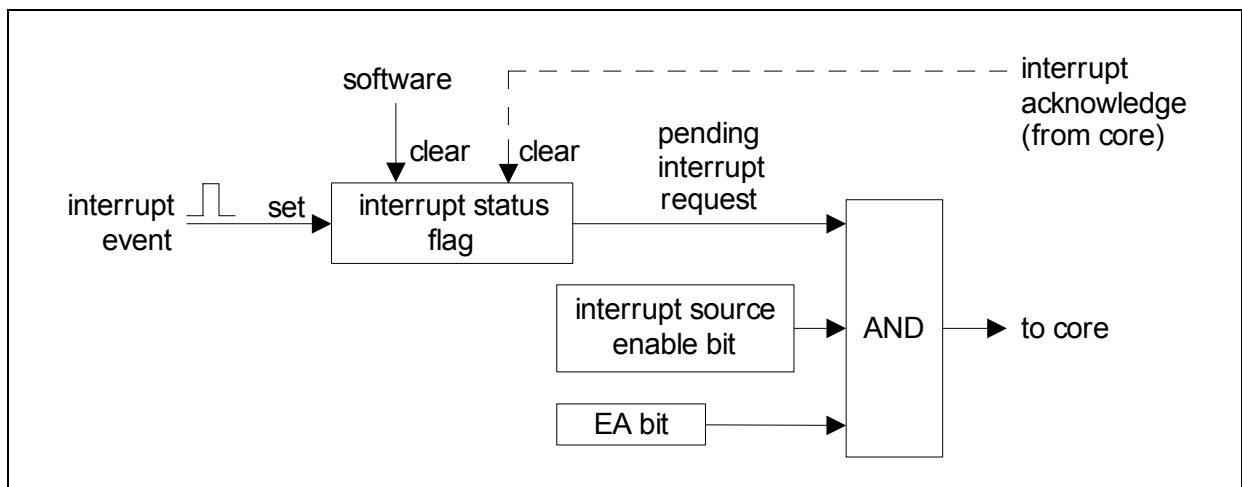 software
interrupt
acknowledge
(from core)
clear
clear
pending
interrupt
request
interrupt
event
set
interrupt status
flag
interrupt source
enable bit
AND
to core
EA bit